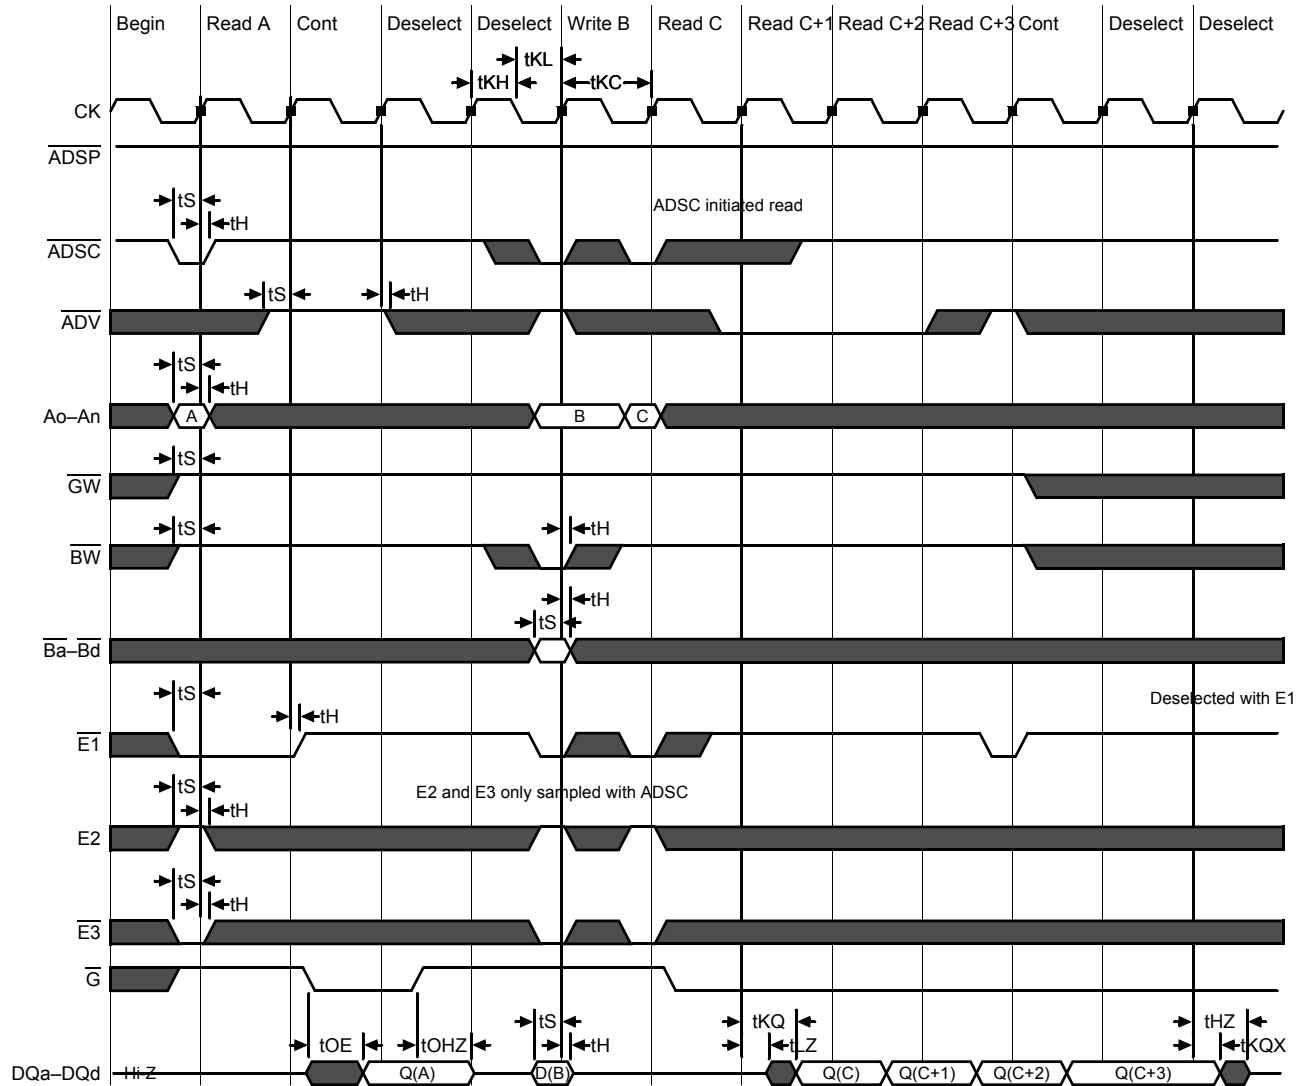 Begin Read A Cont Deselect Deselect Write B Read C Read C+1 Read C+2 Read C+3 Cont Deselect Deselect
tKL
tKH tKC
CK
ADSP
tS ADSC initiated read
tH
ADSC
tS tH
ADV
tS
tH
Ao–An A B C
tS
GW
tS tH
BW
tH
tS
Ba–Bd
tS Deselected with E1
tH
E1
tS E2 and E3 only sampled with ADSC
tH
E2
tS
tH
E3
G
tS tKQ tHZ
tOE tOHZ tH tLZ tKQX
DQa–DQd Hi-Z Q(A) D(B) Q(C) Q(C+1) Q(C+2) Q(C+3)